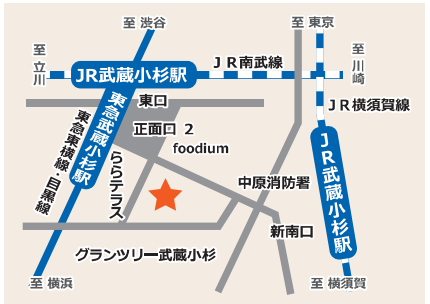 至 渋谷
至 東京
至 立川
JR武蔵小杉駅
JR南武線
至 川崎
東口
JR横須賀線
正面口 2
foodium
東急武蔵小杉駅
東急東横線・目黒線
ららテラス
中原消防署
JR武蔵小杉駅
新南口
グランツリー武蔵小杉
至 横浜
至 横須賀